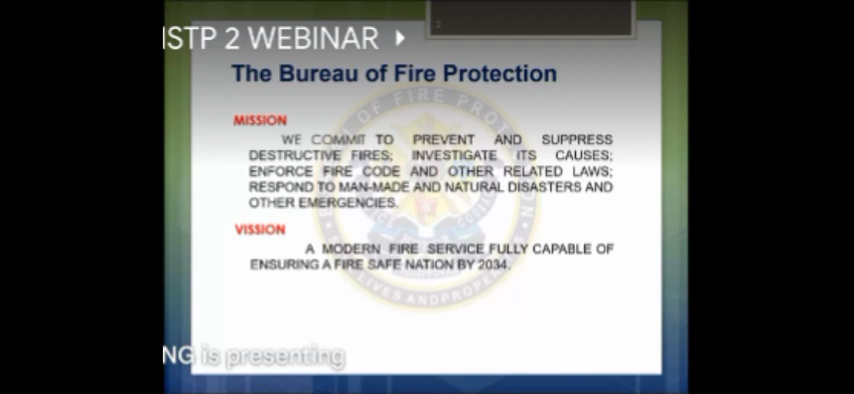 ISTP 2 WEBINAR
2
The Bureau of Fire Protection
MISSION
WE COMMIT TO PREVENT AND SUPPRESS
DESTRUCTIVE FIRES; INVESTIGATE ITS CAUSES;
ENFORCE FIRE CODE AND OTHER RELATED LAWS;
RESPOND TO MAN-MADE AND NATURAL DISASTERS AND
OTHER EMERGENCIES.
VISSION
A MODERN FIRE SERVICE FULLY CAPABLE OF
ENSURING A FIRE SAFE NATION BY 2034.
NG is presenting